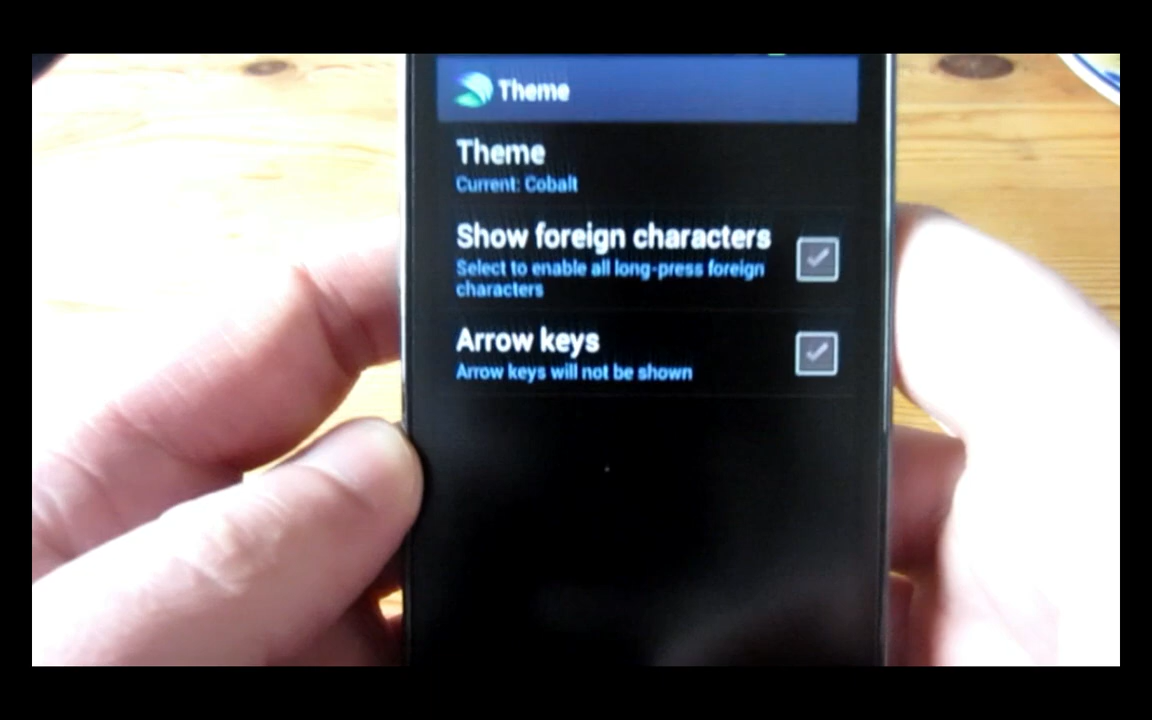 Theme
Theme
Current: Cobalt
Show foreign characters
Select to enable all long-press foreign
characters
Arrow keys
Arrow keys will not be shown